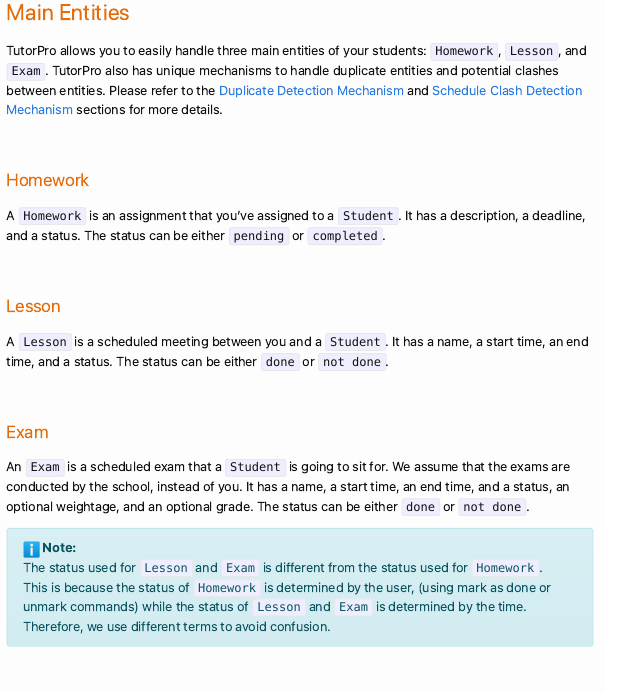 Main Entities
TutorPro allows you to easily handle three main entities of your students: Homework, Lesson, and
Exam. TutorPro also has unique mechanisms to handle duplicate entities and potential clashes
between entities. Please refer to the Duplicate Detection Mechanism and Schedule Clash Detection
Mechanism sections for more details.
Homework
A Homework is an assignment that you’ve assigned to a Student. It has a description, a deadline,
and a status. The status can be either pending or completed.
Lesson
A Lesson is a scheduled meeting between you and a Student. It has a name, a start time, an end
time, and a status. The status can be either done or not done.
Exam
An Exam is a scheduled exam that a Student is going to sit for. We assume that the exams are
conducted by the school, instead of you. It has a name, a start time, an end time, and a status, an
optional weightage, and an optional grade. The status can be either done or not done.
Note:
The status used for Lesson and Exam is different from the status used for Homework.
This is because the status of Homework is determined by the user, (using mark as done or
unmark commands) while the status of Lesson and Exam is determined by the time.
Therefore, we use different terms to avoid confusion.